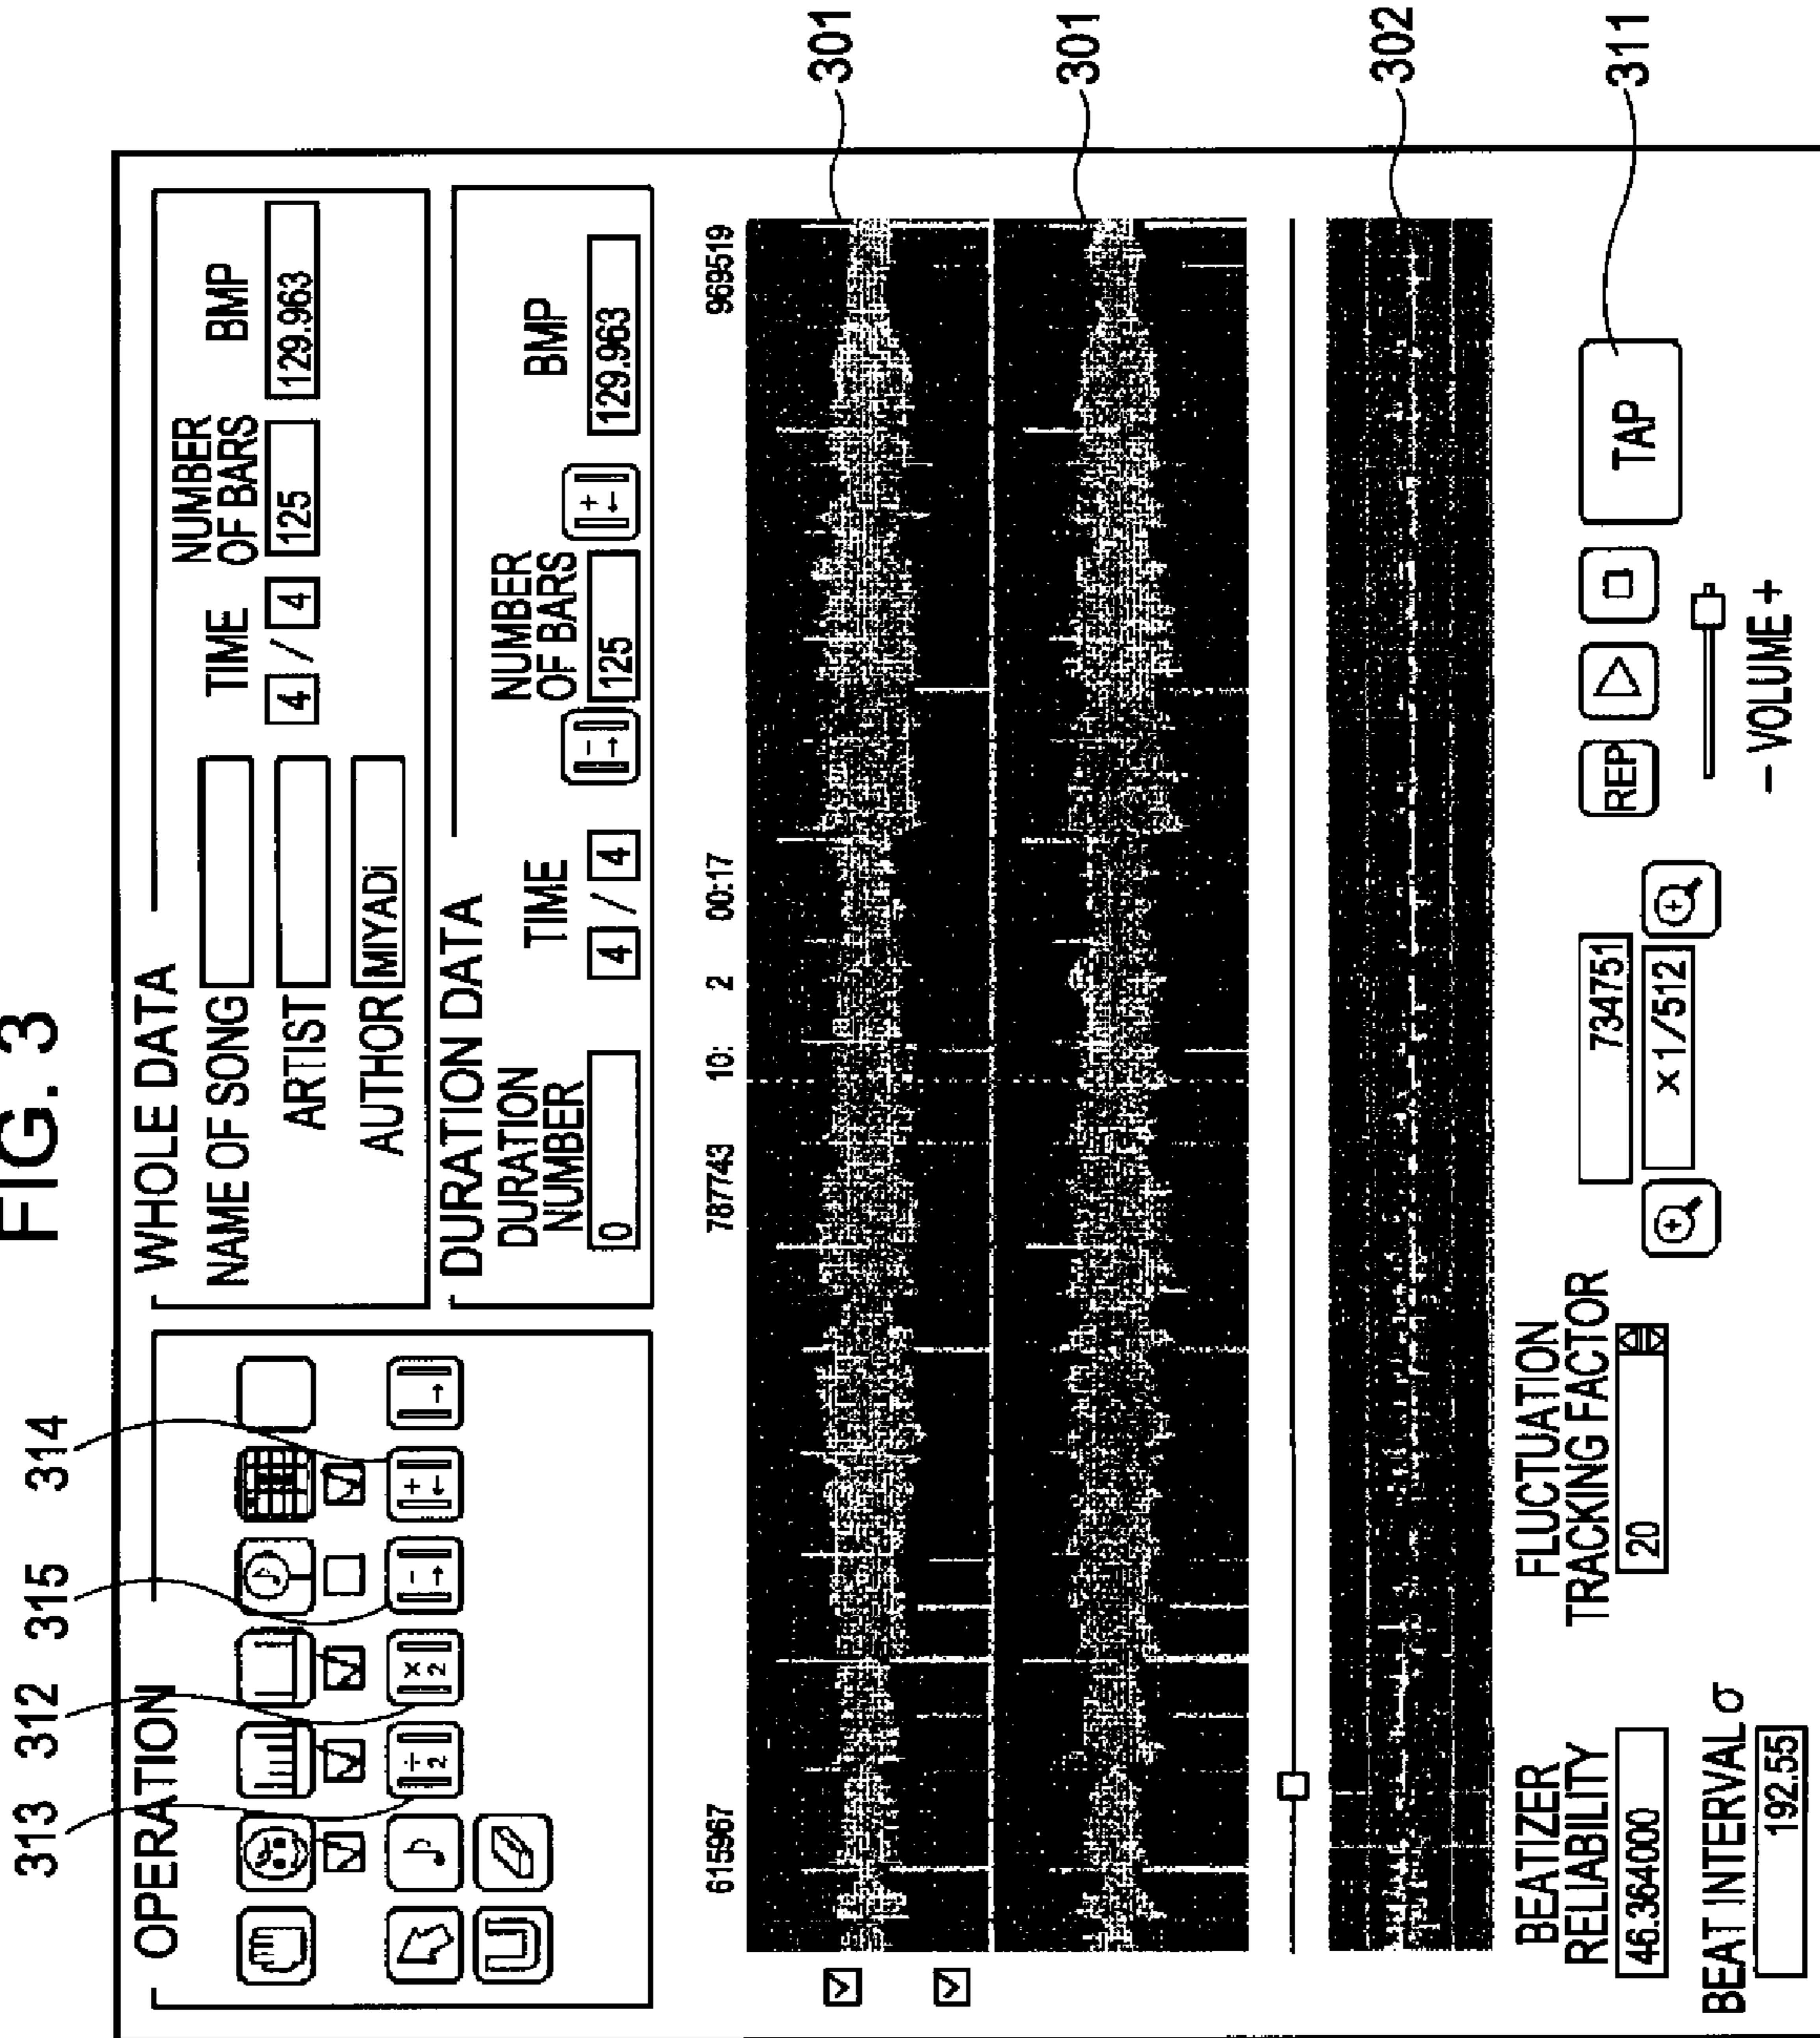 FIG. 3
313 312 315 314
OPERATION
÷2
×2
−→
+←
→
WHOLE DATA
NAME OF SONG
ARTIST
AUTHOR MIYADi
TIME
4 / 4
NUMBER
OF BARS
125
BMP
129.963
DURATION DATA
DURATION
NUMBER
0
TIME
4 / 4
NUMBER
OF BARS
−→ 125 +←
BMP
129.963
615967 787743 10: 2 00:17 969519
301
301
302
BEATIZER
RELIABILITY
46.364000
BEAT INTERVAL σ
192.55
FLUCTUATION
TRACKING FACTOR
20
734751
×1/512
REP
TAP
311
− VOLUME +